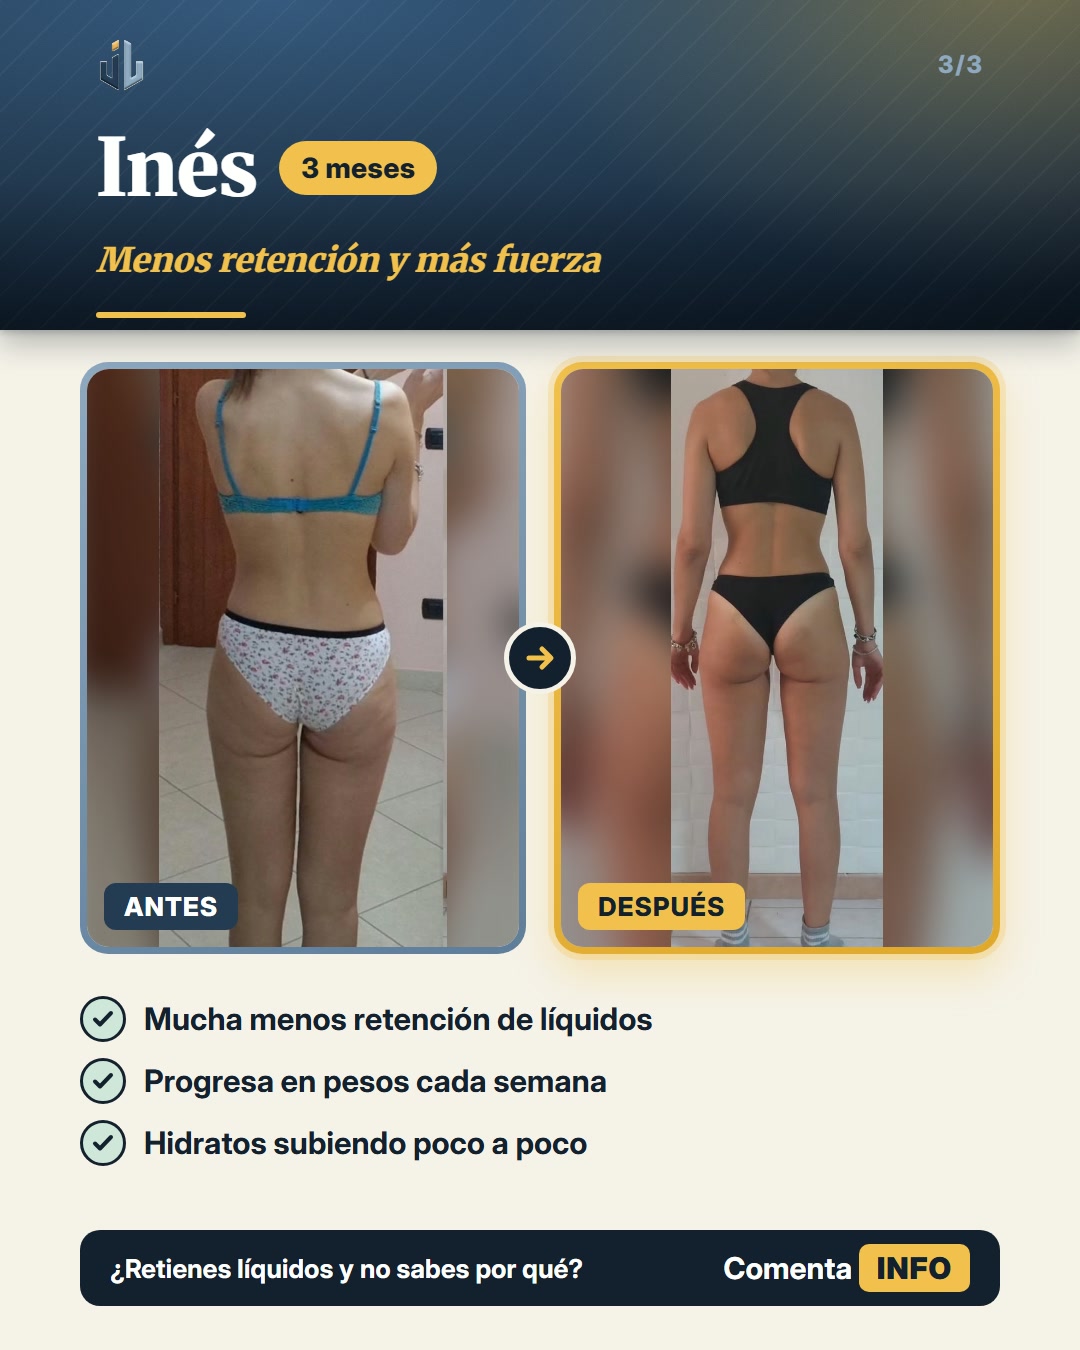 3/3
Inés
3 meses
Menos retención y más fuerza
ANTES
DESPUÉS
Mucha menos retención de líquidos
Progresa en pesos cada semana
Hidratos subiendo poco a poco
¿Retienes líquidos y no sabes por qué?
Comenta INFO